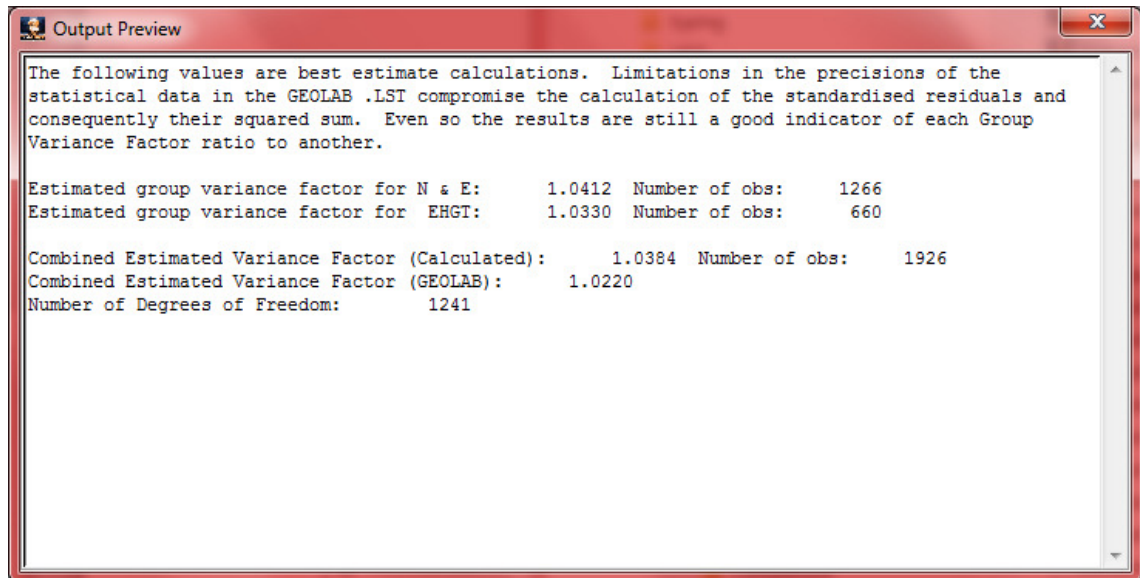 Output Preview
The following values are best estimate calculations.  Limitations in the precisions of the
statistical data in the GEOLAB .LST compromise the calculation of the standardised residuals and
consequently their squared sum.  Even so the results are still a good indicator of each Group
Variance Factor ratio to another.
Estimated group variance factor for N & E:      1.0412  Number of obs:     1266
Estimated group variance factor for  EHGT:      1.0330  Number of obs:      660
Combined Estimated Variance Factor (Calculated):      1.0384  Number of obs:     1926
Combined Estimated Variance Factor (GEOLAB):      1.0220
Number of Degrees of Freedom:        1241